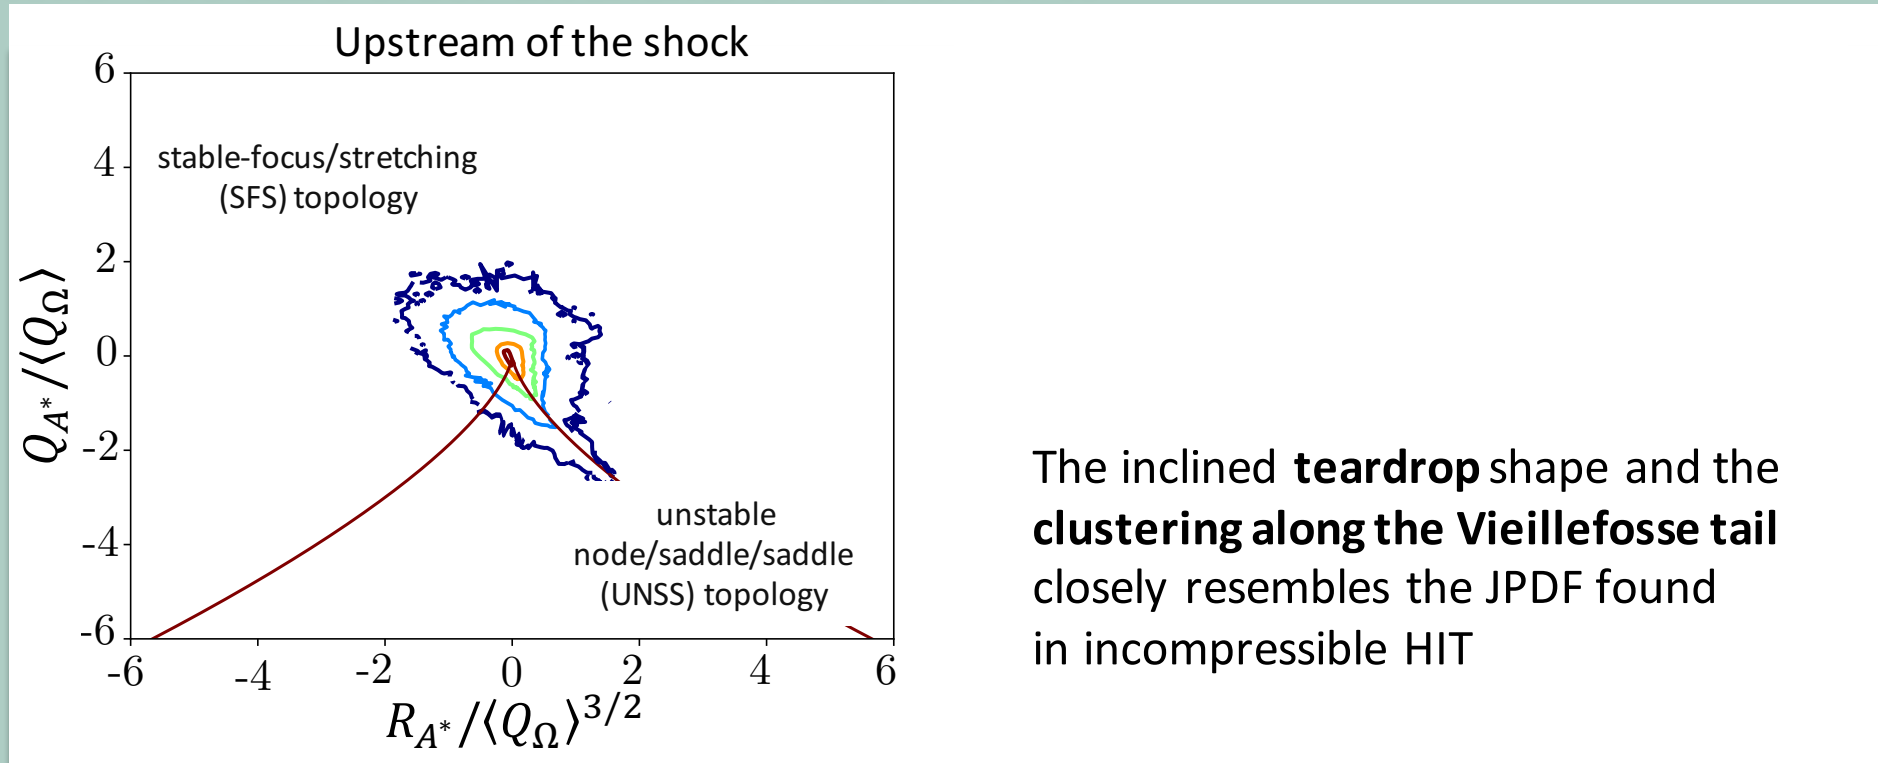 Upstream of the shock
6
stable-focus/stretching
(SFS) topology
4
2
0
-2
-4
-6
Q_{A*}/⟨Q_Ω⟩
unstable
node/saddle/saddle
(UNSS) topology
-6 -4 -2 0 2 4 6
R_{A*}/⟨Q_Ω⟩^{3/2}
The inclined teardrop shape and the
clustering along the Vieillefosse tail
closely resembles the JPDF found
in incompressible HIT